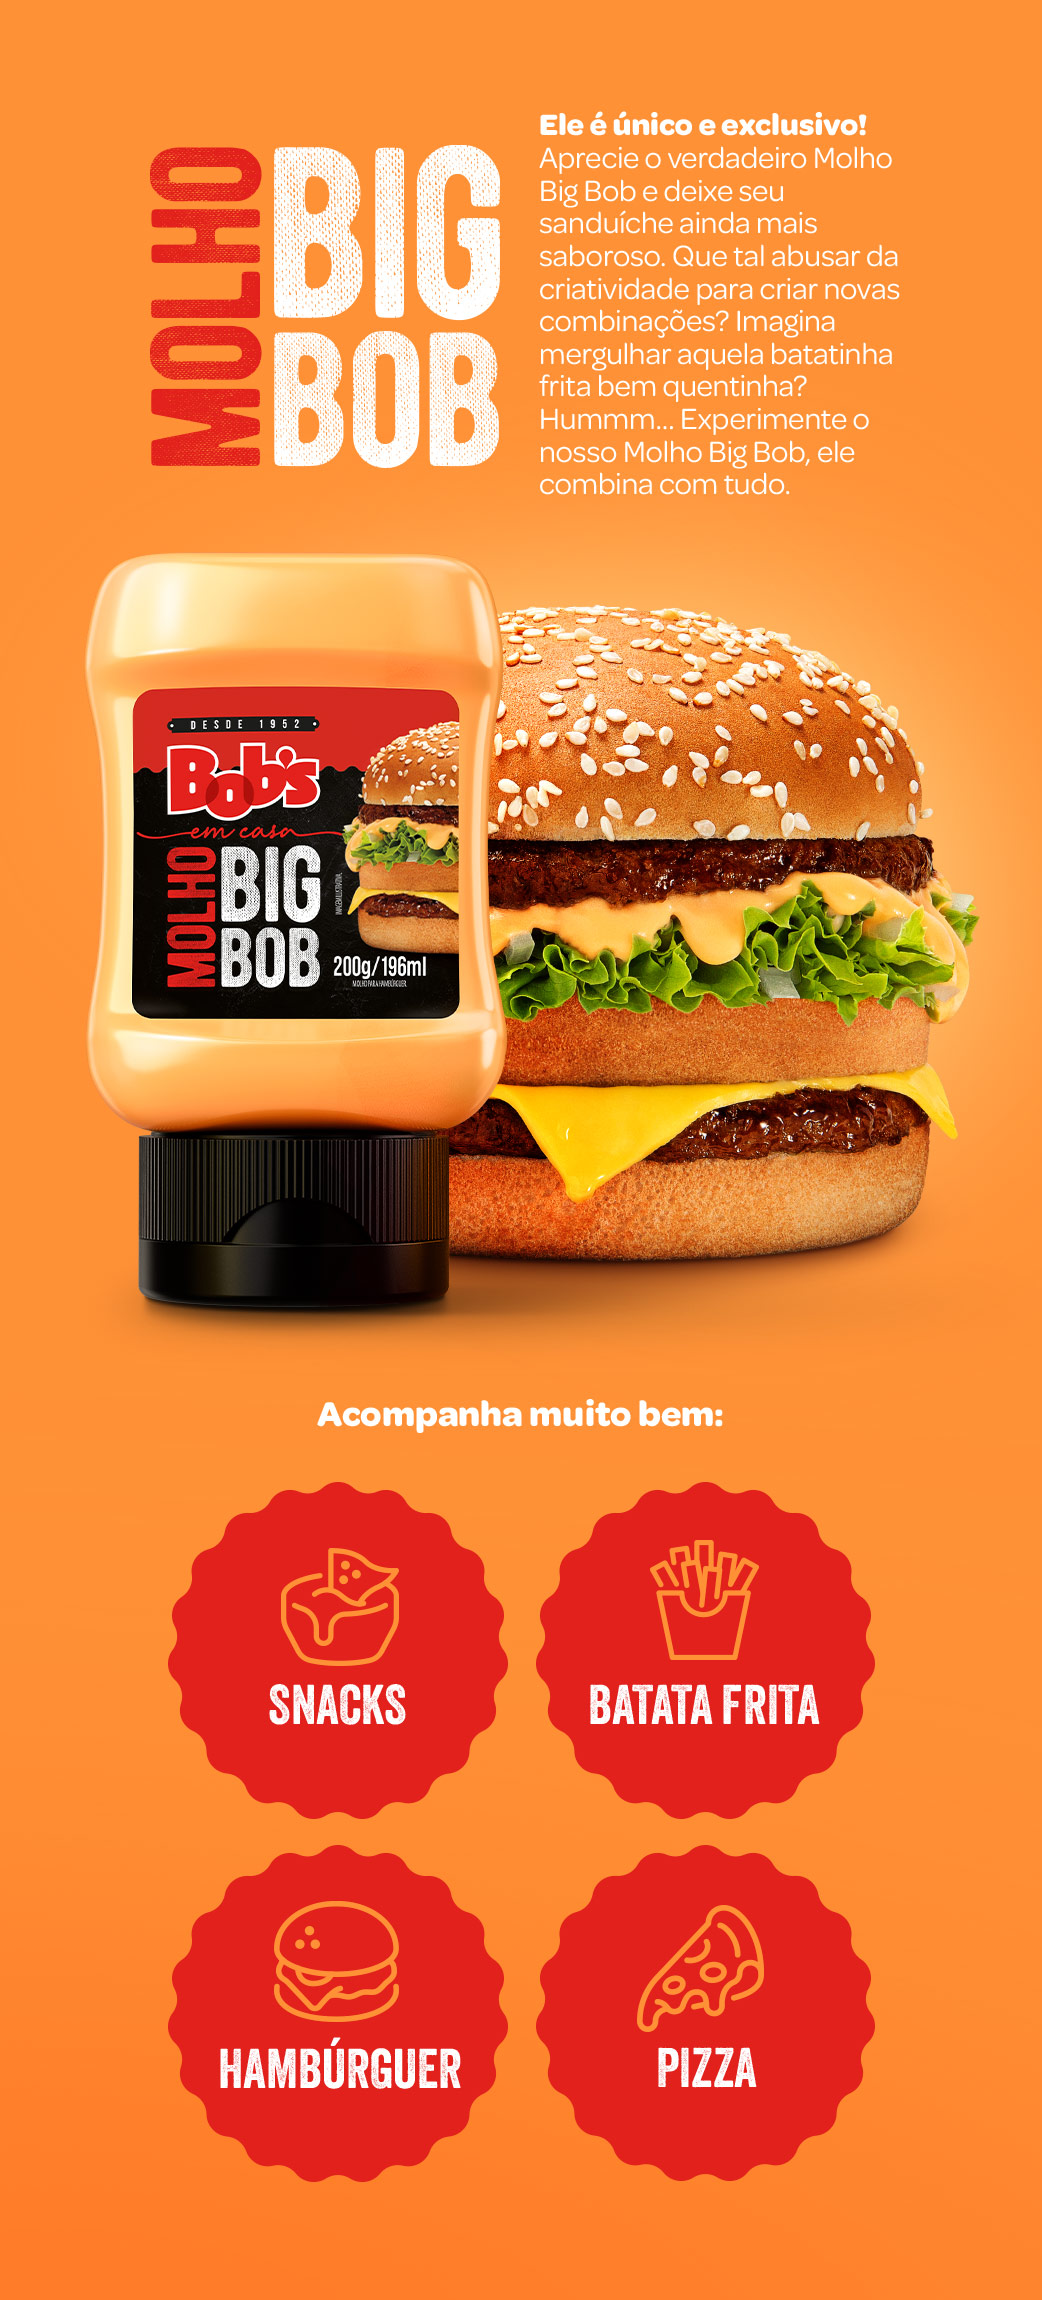 MOLHO
BIG
BOB
Ele é único e exclusivo!
Aprecie o verdadeiro Molho
Big Bob e deixe seu
sanduíche ainda mais
saboroso. Que tal abusar da
criatividade para criar novas
combinações? Imagina
mergulhar aquela batatinha
frita bem quentinha?
Hummm... Experimente o
nosso Molho Big Bob, ele
combina com tudo.
DESDE 1952
Bob's
em casa
MOLHO
BIG
BOB
200g/196ml
MOLHO PARA HAMBÚRGUER.
Acompanha muito bem:
SNACKS
BATATA FRITA
HAMBÚRGUER
PIZZA